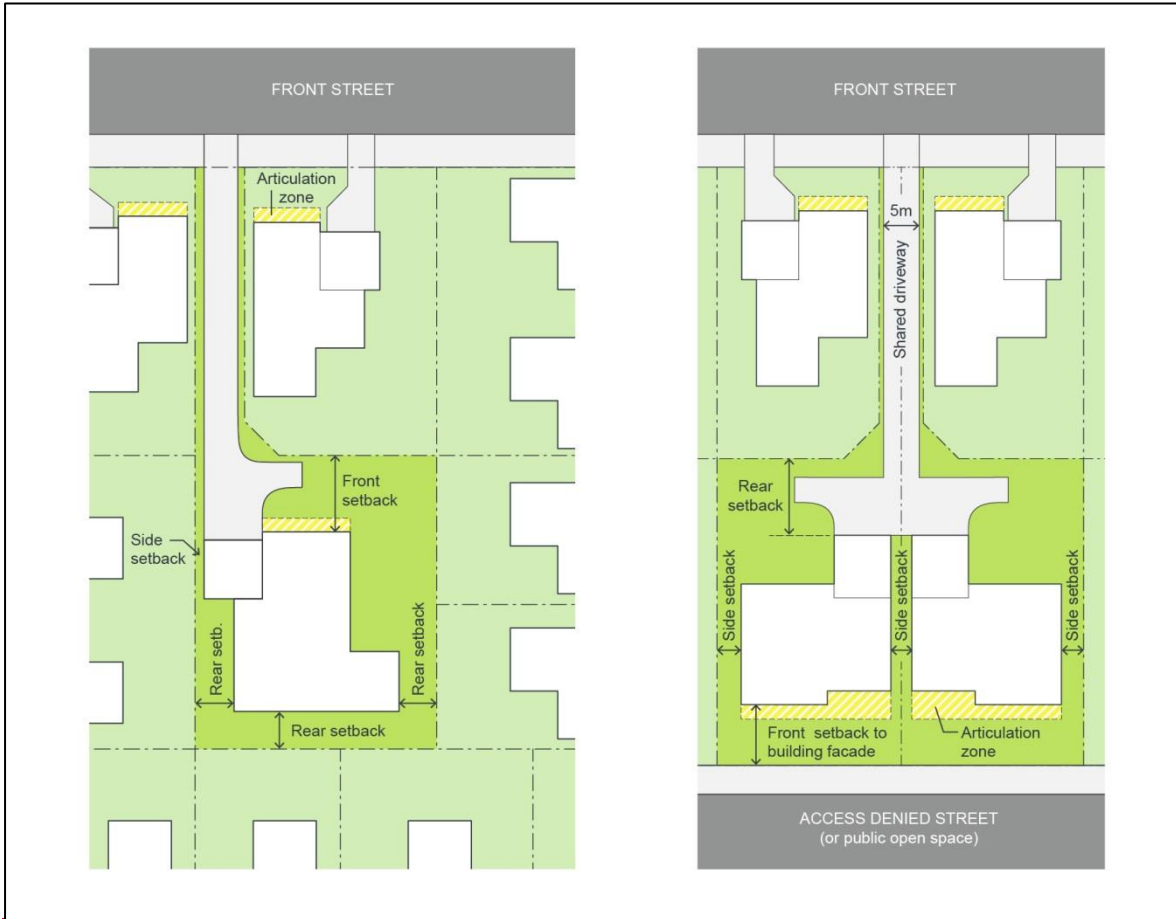 FRONT STREET
Articulation
zone
Front
setback
Side
setback
Rear setb.
Rear setback
Rear setback
FRONT STREET
5m
Shared driveway
Rear
setback
Side setback
Side setback
Side setback
Front setback to
building facade
Articulation
zone
ACCESS DENIED STREET
(or public open space)